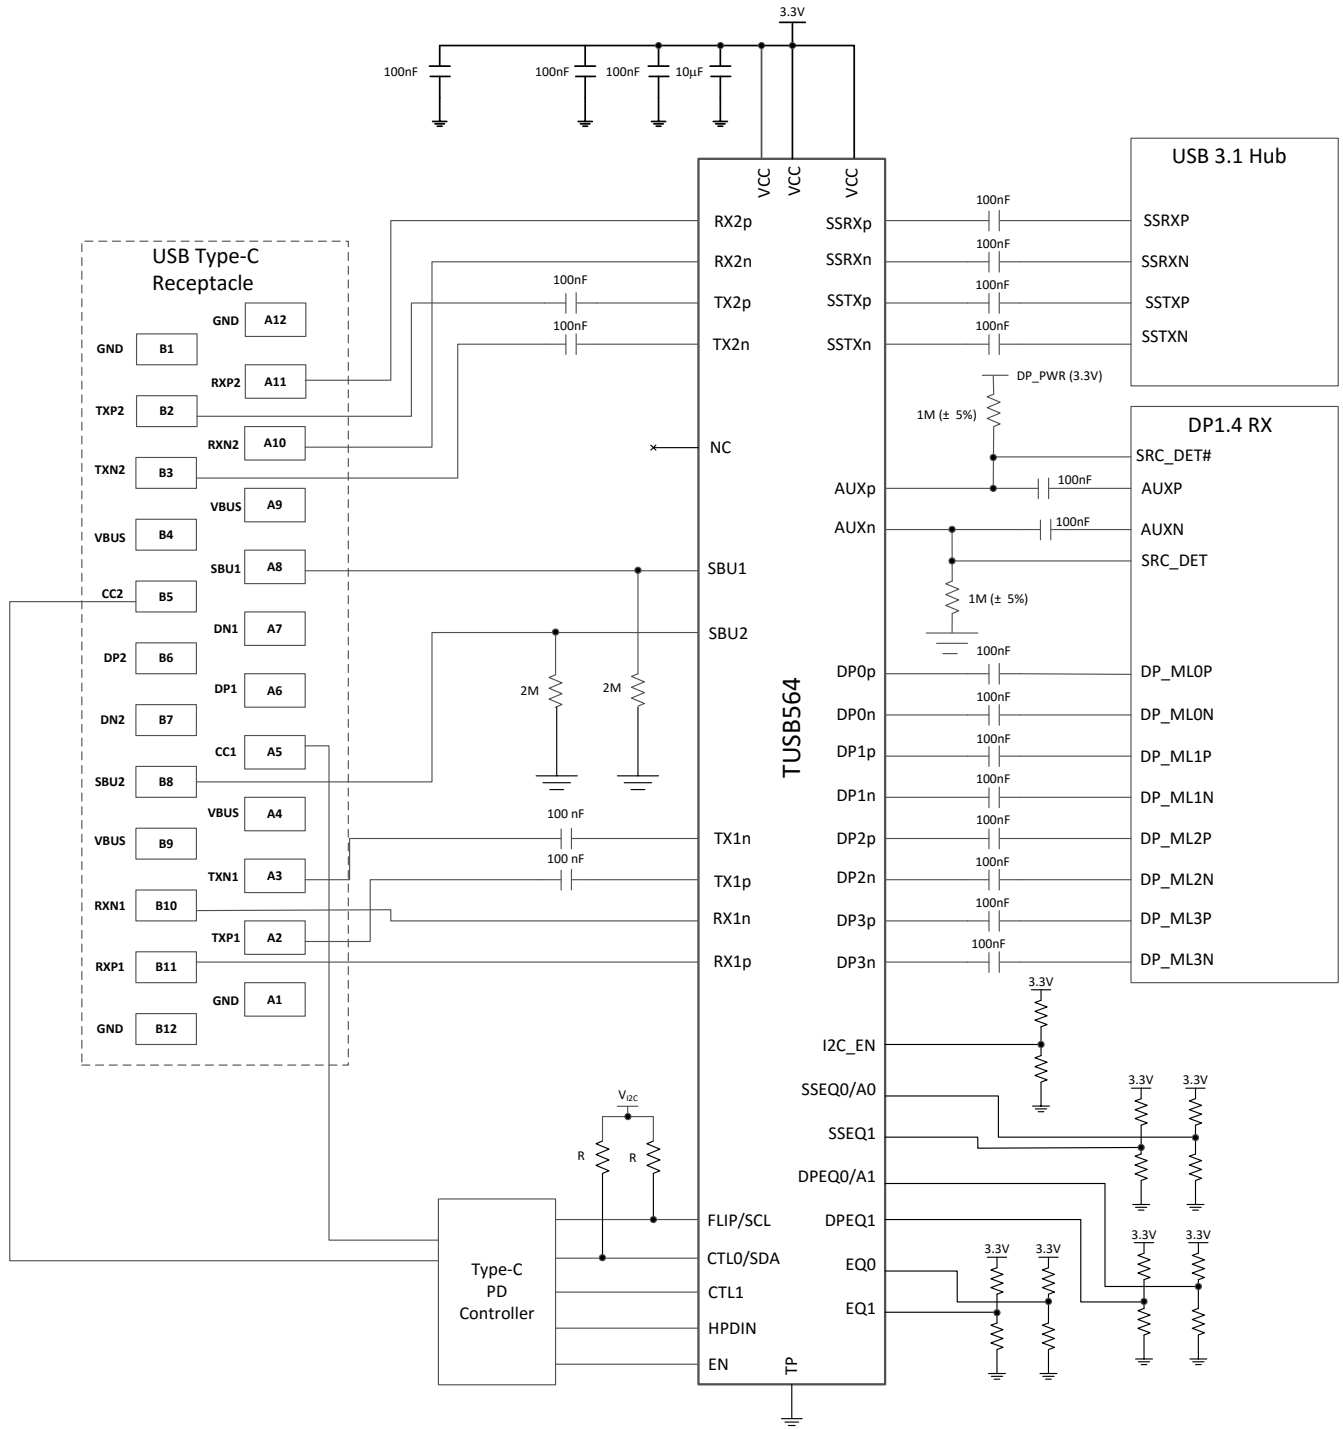 3.3V
100nF
100nF
100nF
10µF
VCC
VCC
VCC
TUSB564
RX2p
RX2n
TX2p
TX2n
NC
SBU1
SBU2
TX1n
TX1p
RX1n
RX1p
FLIP/SCL
CTL0/SDA
CTL1
HPDIN
EN
TP
SSRXp
SSRXn
SSTXp
SSTXn
AUXp
AUXn
DP0p
DP0n
DP1p
DP1n
DP2p
DP2n
DP3p
DP3n
I2C_EN
SSEQ0/A0
SSEQ1
DPEQ0/A1
DPEQ1
EQ0
EQ1
USB Type-C
Receptacle
GND A12
GND B1
RXP2 A11
TXP2 B2
RXN2 A10
TXN2 B3
VBUS A9
VBUS B4
SBU1 A8
CC2 B5
DN1 A7
DP2 B6
DP1 A6
DN2 B7
CC1 A5
SBU2 B8
VBUS A4
VBUS B9
TXN1 A3
RXN1 B10
TXP1 A2
RXP1 B11
GND A1
GND B12
100nF
100nF
2M
2M
100 nF
100 nF
VI2C
R
R
Type-C
PD
Controller
USB 3.1 Hub
100nF
SSRXP
100nF
SSRXN
100nF
SSTXP
100nF
SSTXN
DP_PWR (3.3V)
1M (± 5%)
DP1.4 RX
SRC_DET#
100nF
AUXP
100nF
AUXN
SRC_DET
1M (± 5%)
100nF
DP_ML0P
100nF
DP_ML0N
100nF
DP_ML1P
100nF
DP_ML1N
100nF
DP_ML2P
100nF
DP_ML2N
100nF
DP_ML3P
100nF
DP_ML3N
3.3V
3.3V
3.3V
3.3V
3.3V
3.3V
3.3V